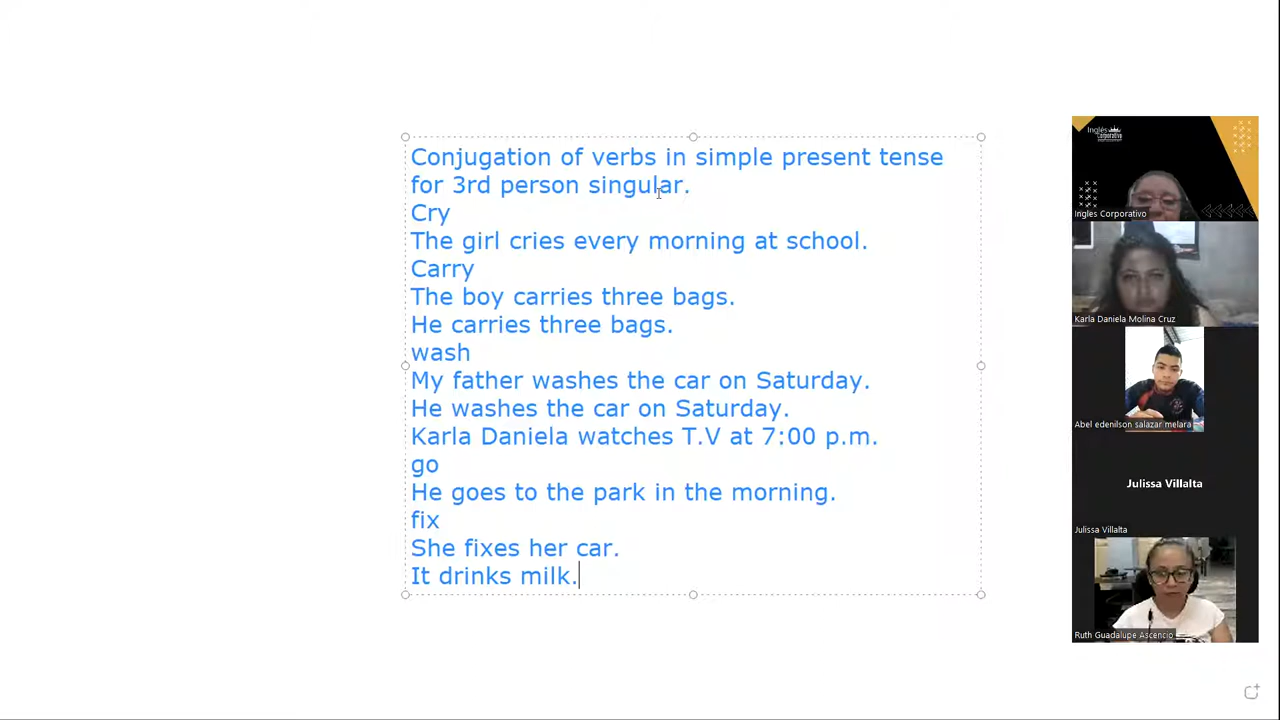 Conjugation of verbs in simple present tense
for 3rd person singular.
Cry
The girl cries every morning at school.
Carry
The boy carries three bags.
He carries three bags.
wash
My father washes the car on Saturday.
He washes the car on Saturday.
Karla Daniela watches T.V at 7:00 p.m.
go
He goes to the park in the morning.
fix
She fixes her car.
It drinks milk.
Inglés
Corporativo
Ingles Corporativo
Karla Daniela Molina Cruz
Abel edenilson salazar melara
Julissa Villalta
Julissa Villalta
Ruth Guadalupe Ascencio